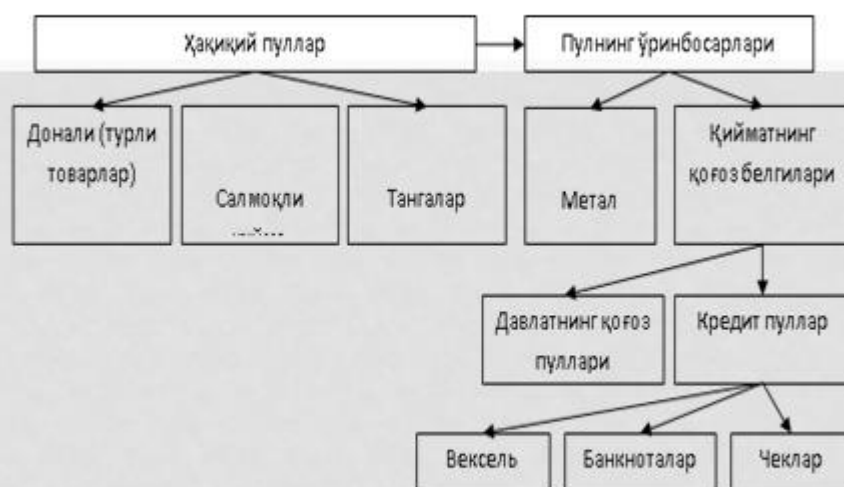 Ҳақиқий пуллар
Пулнинг ўринбосарлари
Донали (турли
товарлар)
Салмоқли
Тангалар
Метал
Қийматнинг
қоғоз белгилари
Давлатнинг қоғоз
пуллари
Кредит пуллар
Вексель
Банкноталар
Чеклар